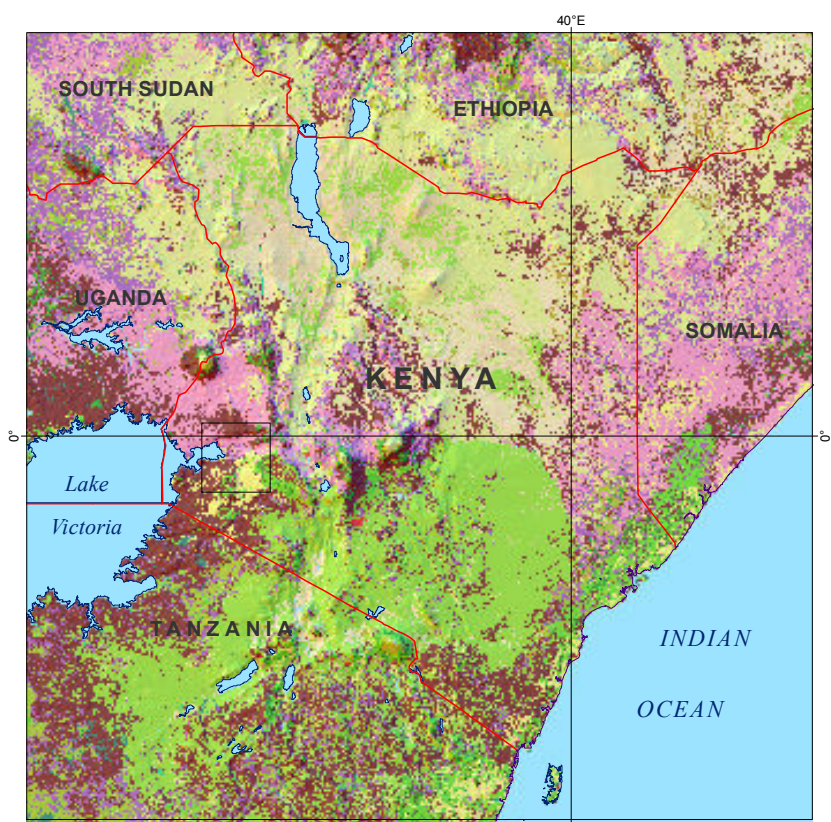 40°E
SOUTH SUDAN
ETHIOPIA
UGANDA
SOMALIA
KENYA
0°
0°
Lake
Victoria
TANZANIA
INDIAN
OCEAN